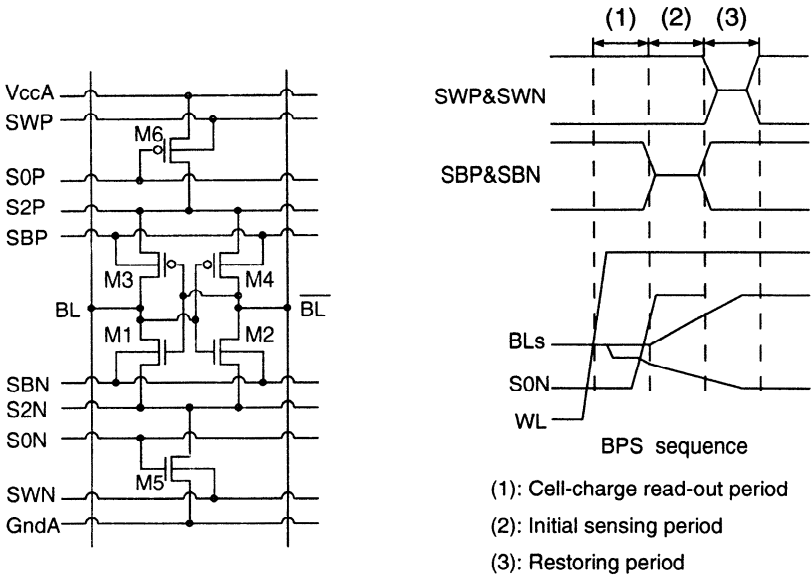 VccA
SWP
M6
S0P
S2P
SBP
M3
M4
BL
BL
M1
M2
SBN
S2N
S0N
M5
SWN
GndA
(1) (2) (3)
SWP&SWN
SBP&SBN
BLs
S0N
WL
BPS sequence
(1): Cell-charge read-out period
(2): Initial sensing period
(3): Restoring period